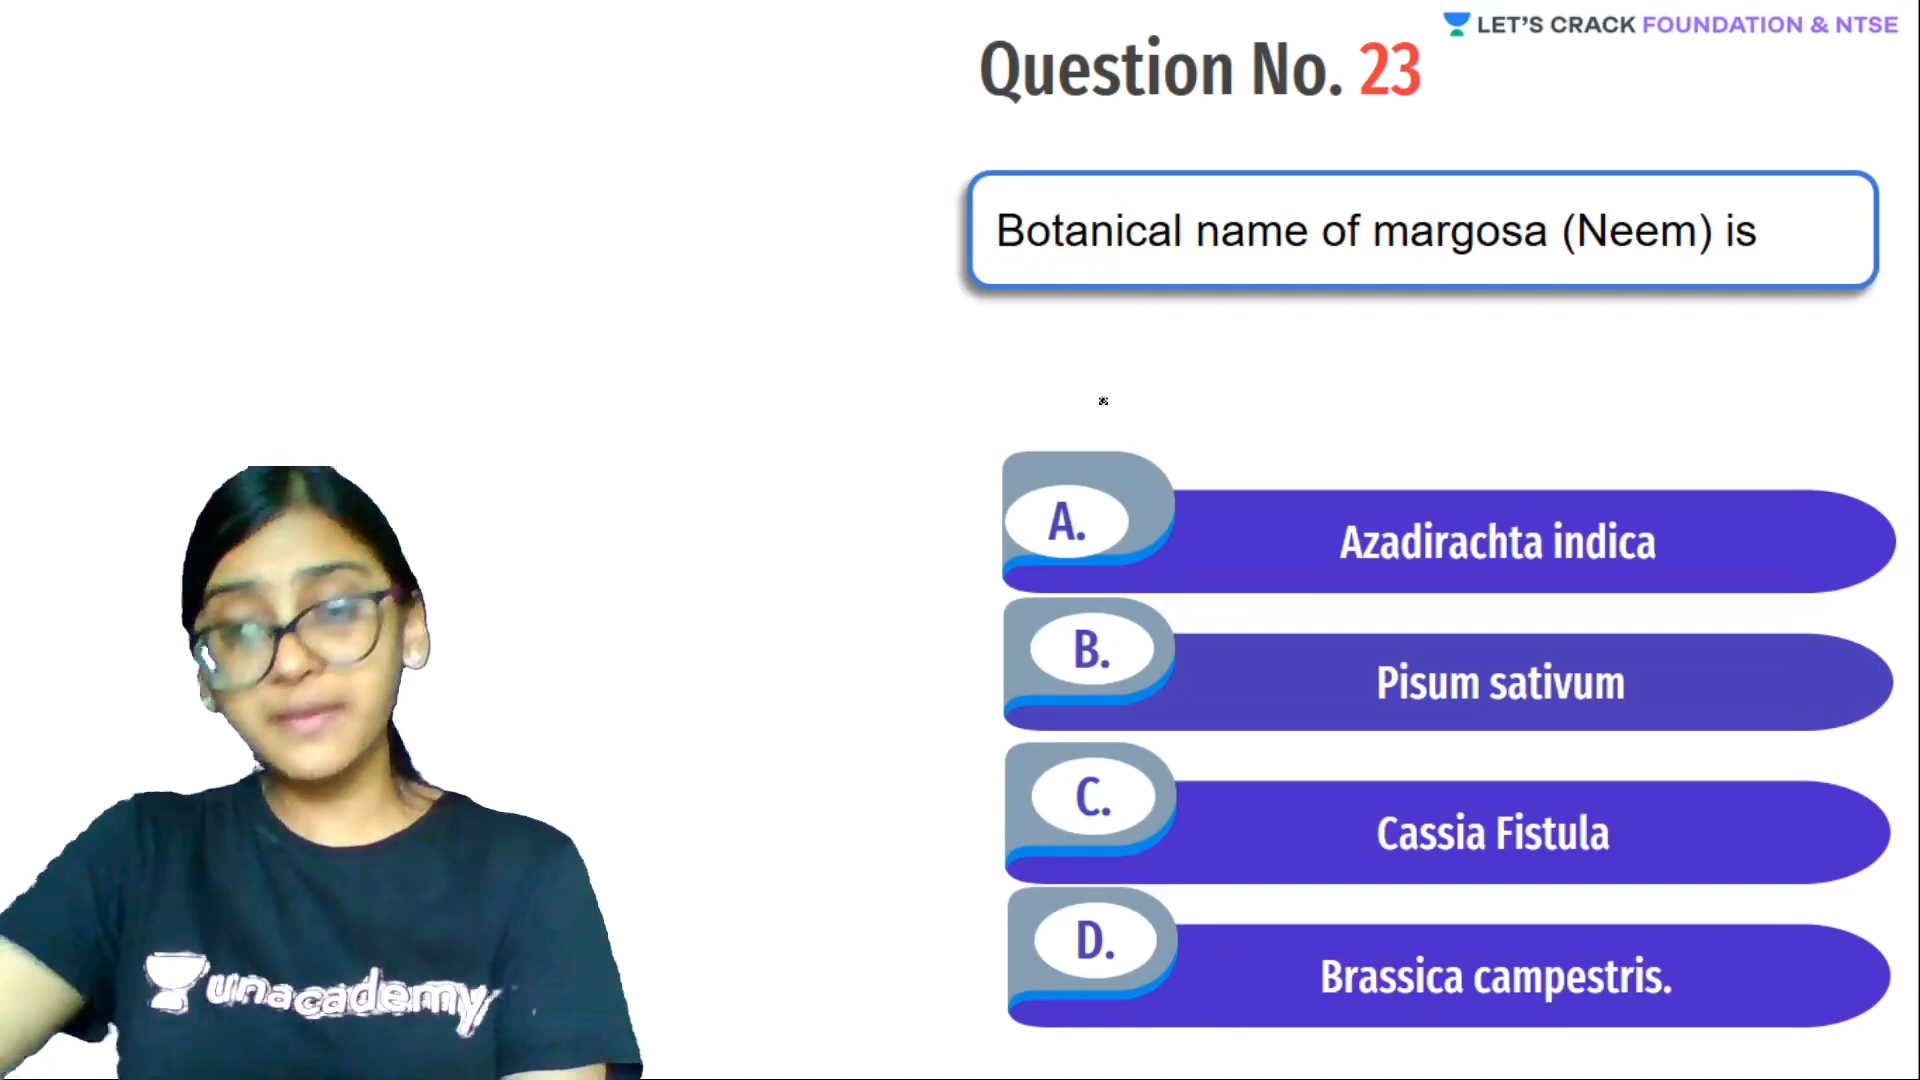 LET'S CRACK FOUNDATION & NTSE
Question No. 23
Botanical name of margosa (Neem) is
A.
Azadirachta indica
B.
Pisum sativum
C.
Cassia Fistula
D.
Brassica campestris.
unacademy